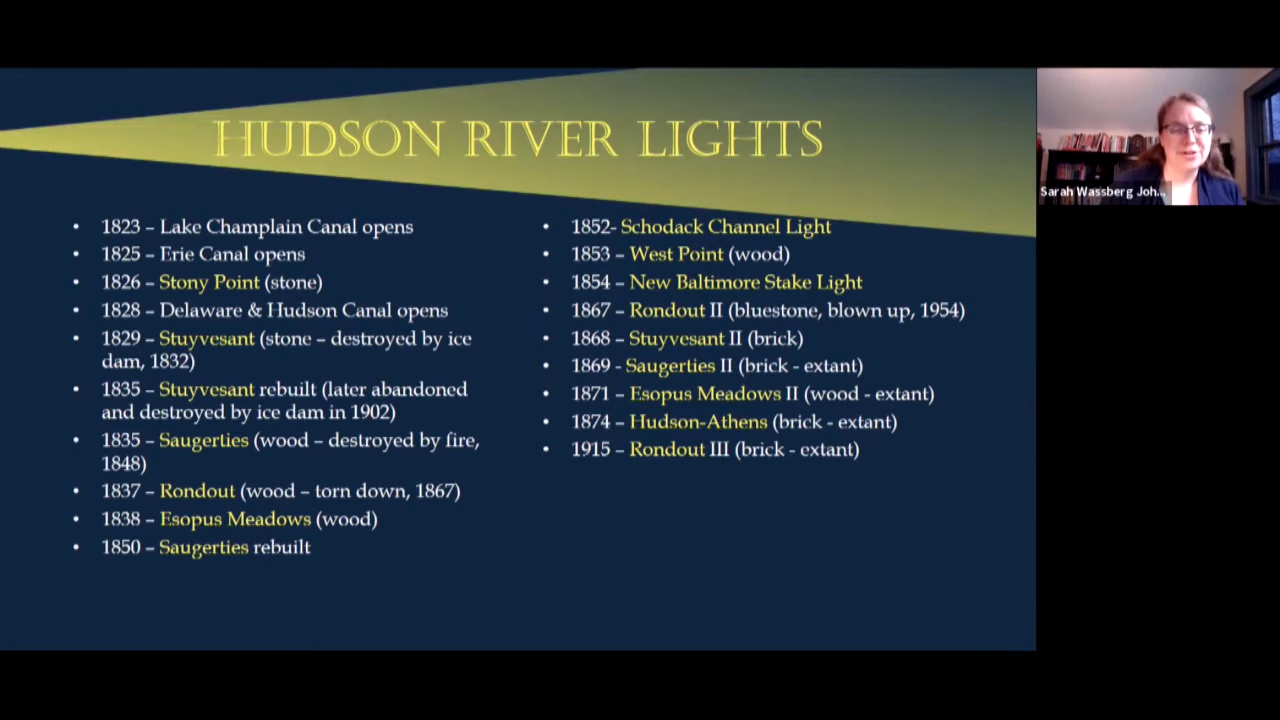 HUDSON RIVER LIGHTS
• 1823 – Lake Champlain Canal opens
• 1825 – Erie Canal opens
• 1826 – Stony Point (stone)
• 1828 – Delaware & Hudson Canal opens
• 1829 – Stuyvesant (stone – destroyed by ice
dam, 1832)
• 1835 – Stuyvesant rebuilt (later abandoned
and destroyed by ice dam in 1902)
• 1835 – Saugerties (wood – destroyed by fire,
1848)
• 1837 – Rondout (wood – torn down, 1867)
• 1838 – Esopus Meadows (wood)
• 1850 – Saugerties rebuilt
• 1852- Schodack Channel Light
• 1853 – West Point (wood)
• 1854 – New Baltimore Stake Light
• 1867 – Rondout II (bluestone, blown up, 1954)
• 1868 – Stuyvesant II (brick)
• 1869 - Saugerties II (brick - extant)
• 1871 – Esopus Meadows II (wood - extant)
• 1874 – Hudson-Athens (brick - extant)
• 1915 – Rondout III (brick - extant)
Sarah Wassberg Joh...